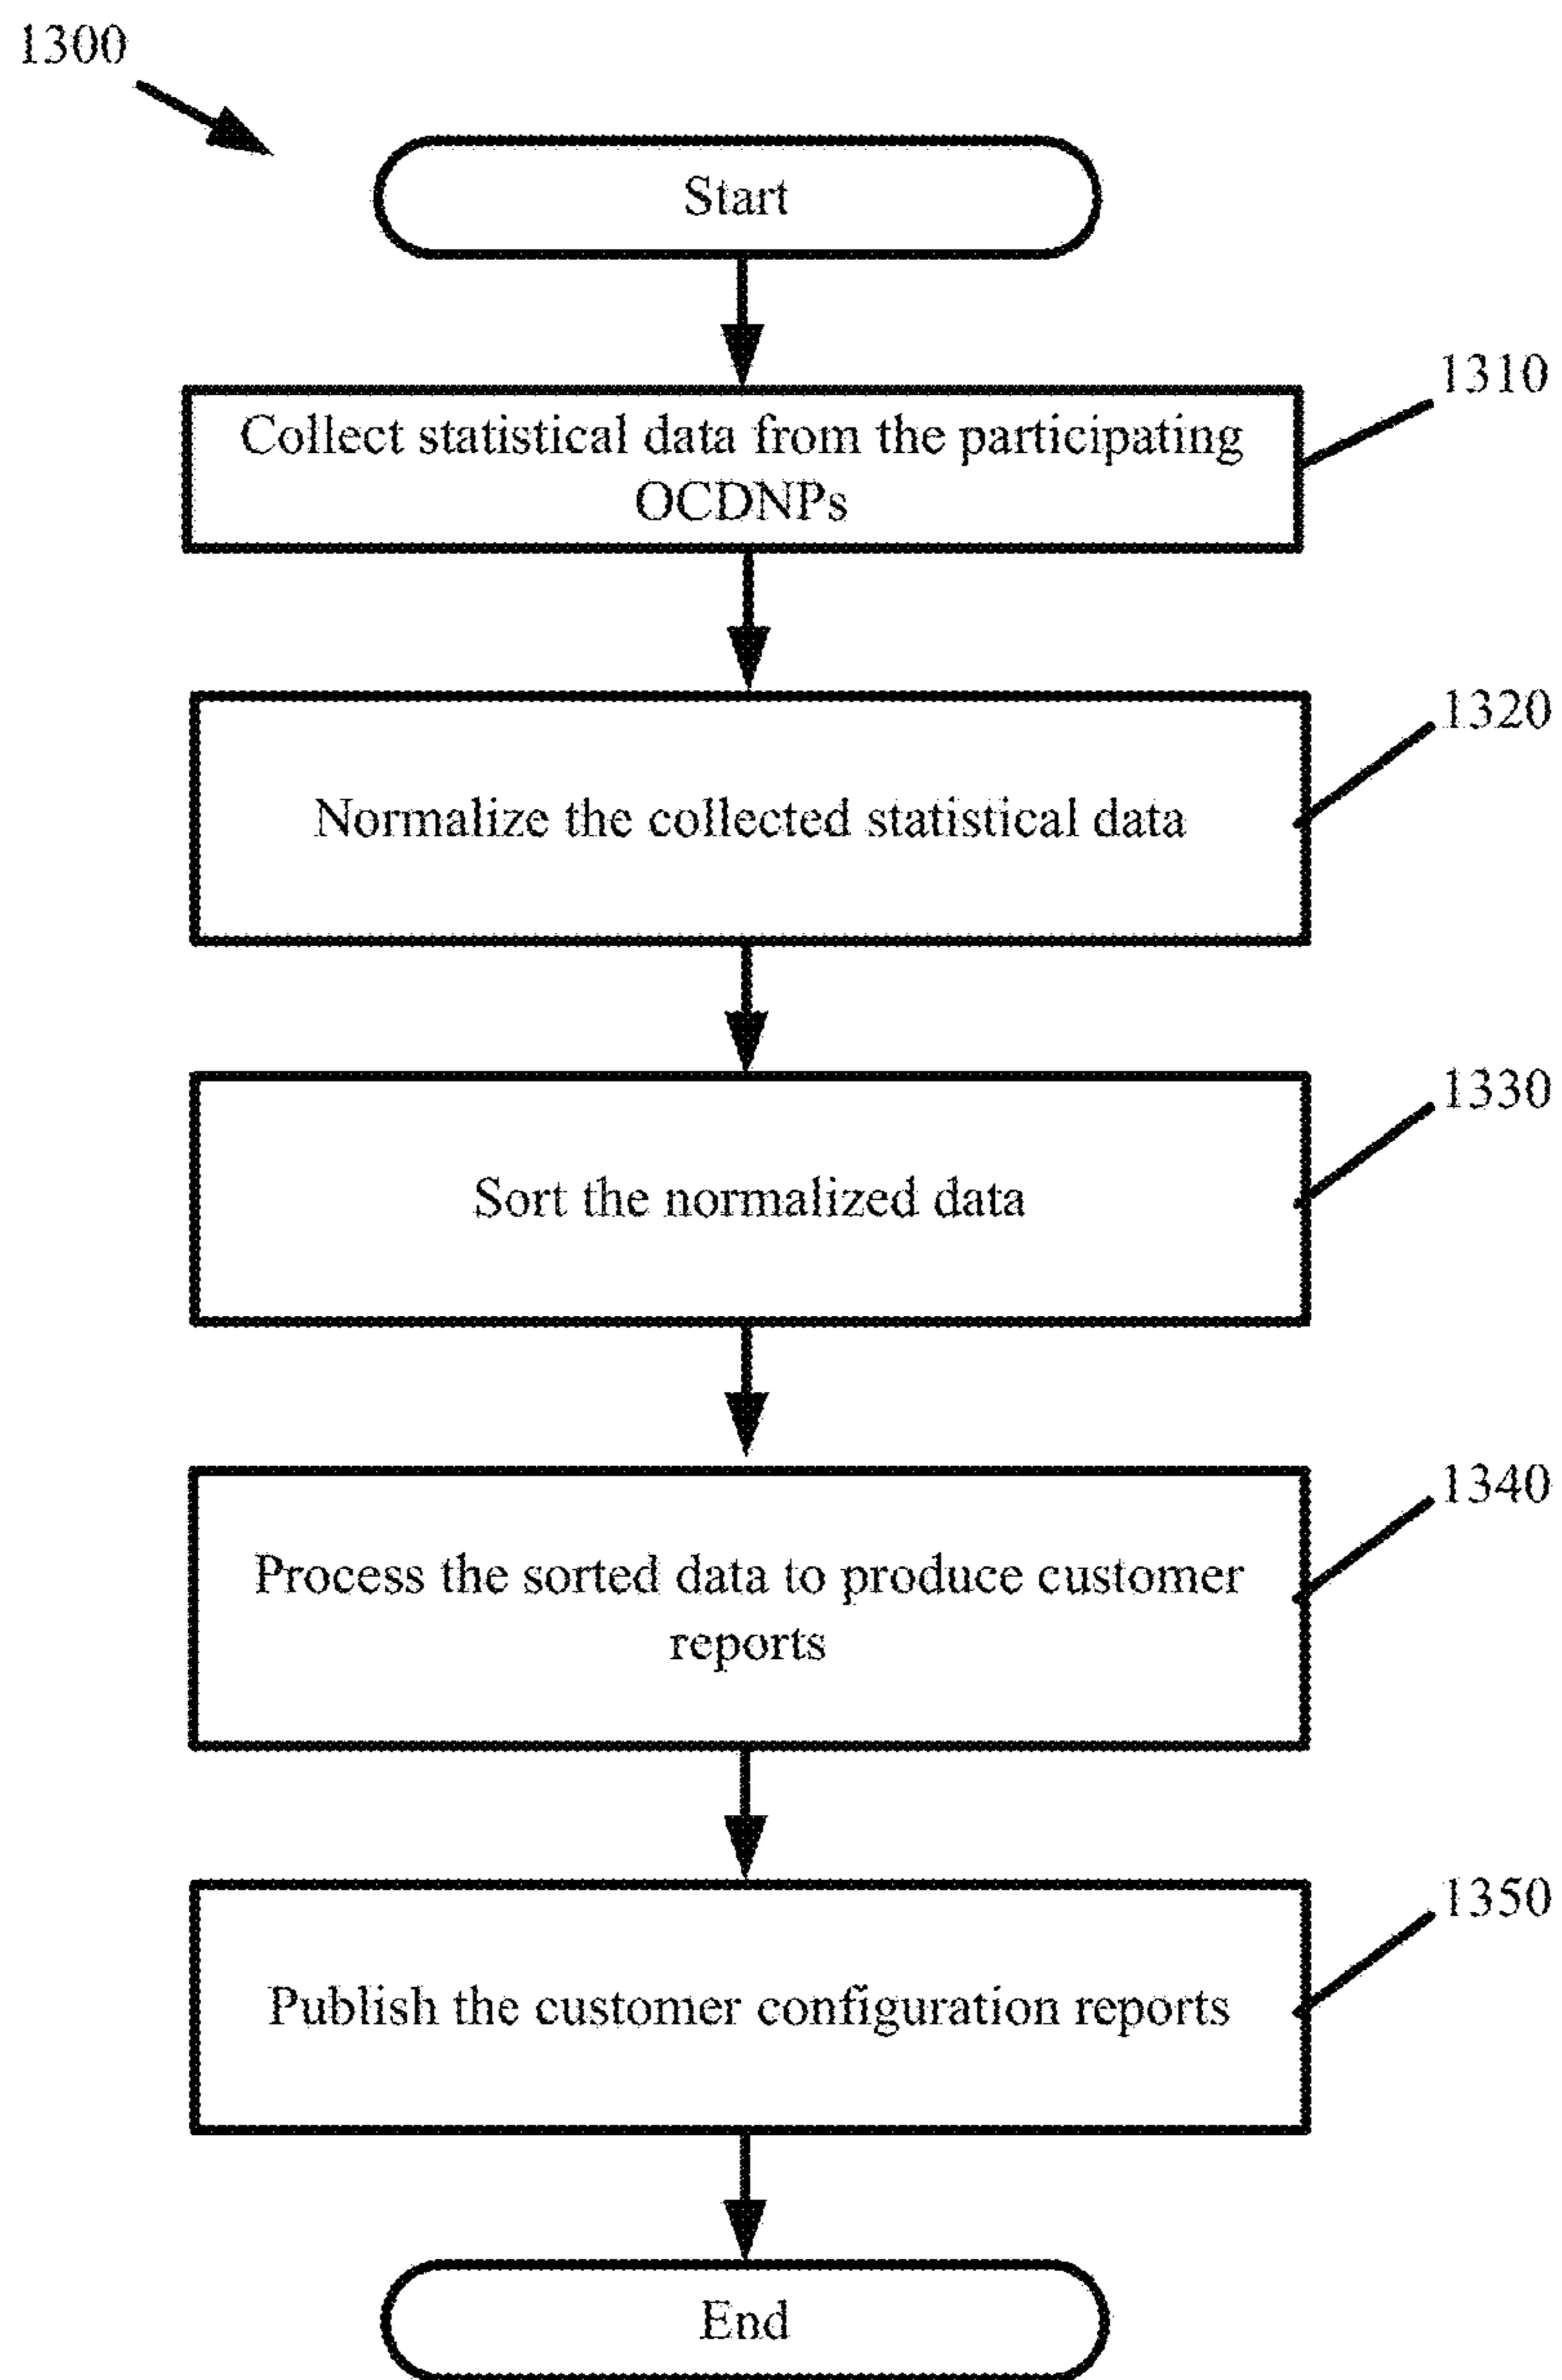 1300
Start
1310
Collect statistical data from the participating
OCDNPs
1320
Normalize the collected statistical data
1330
Sort the normalized data
1340
Process the sorted data to produce customer
reports
1350
Publish the customer configuration reports
End